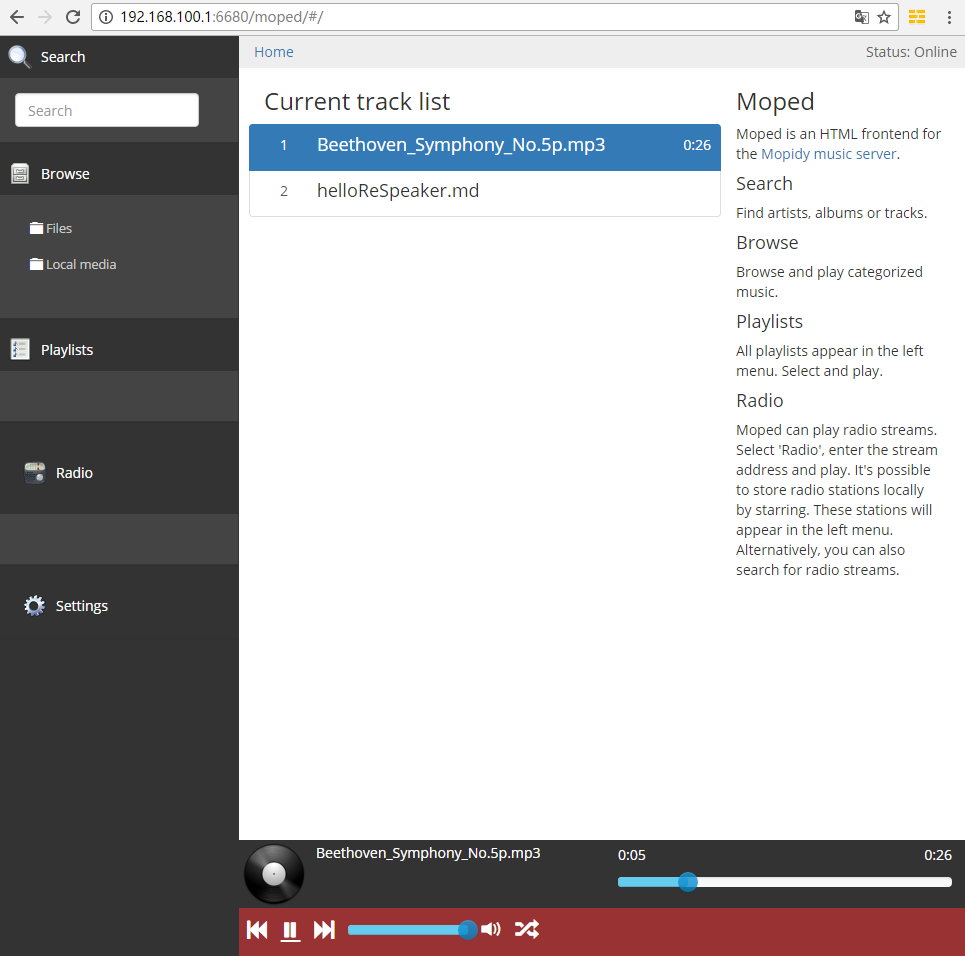 192.168.100.1:6680/moped/#/
Search
Search
Browse
Files
Local media
Playlists
Radio
Settings
Home
Status: Online
Current track list
1 Beethoven_Symphony_No.5p.mp3 0:26
2 helloReSpeaker.md
Moped
Moped is an HTML frontend for
the Mopidy music server.
Search
Find artists, albums or tracks.
Browse
Browse and play categorized
music.
Playlists
All playlists appear in the left
menu. Select and play.
Radio
Moped can play radio streams.
Select 'Radio', enter the stream
address and play. It's possible
to store radio stations locally
by starring. These stations will
appear in the left menu.
Alternatively, you can also
search for radio streams.
Beethoven_Symphony_No.5p.mp3
0:05 0:26